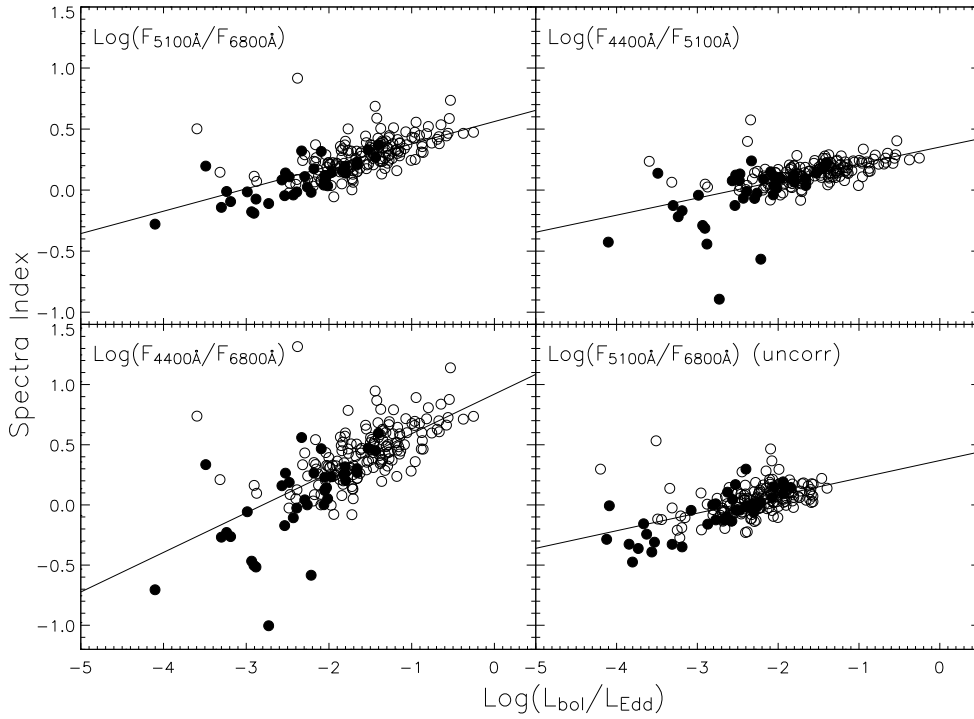 Log(F5100Å/F6800Å)
Log(F4400Å/F5100Å)
1.5
1.0
0.5
0.0
−0.5
−1.0
Log(F4400Å/F6800Å)
Log(F5100Å/F6800Å) (uncorr)
1.5
1.0
0.5
0.0
−0.5
−1.0
Spectra Index
−5 −4 −3 −2 −1 0 −5 −4 −3 −2 −1 0
Log(Lbol/LEdd)